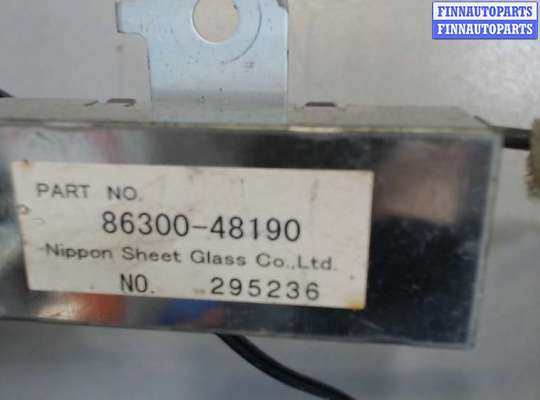 FINNAUTOPARTS
FINNAUTOPARTS
PART NO.
86300-48190
Nippon Sheet Glass Co.,Ltd.
NO. 295236